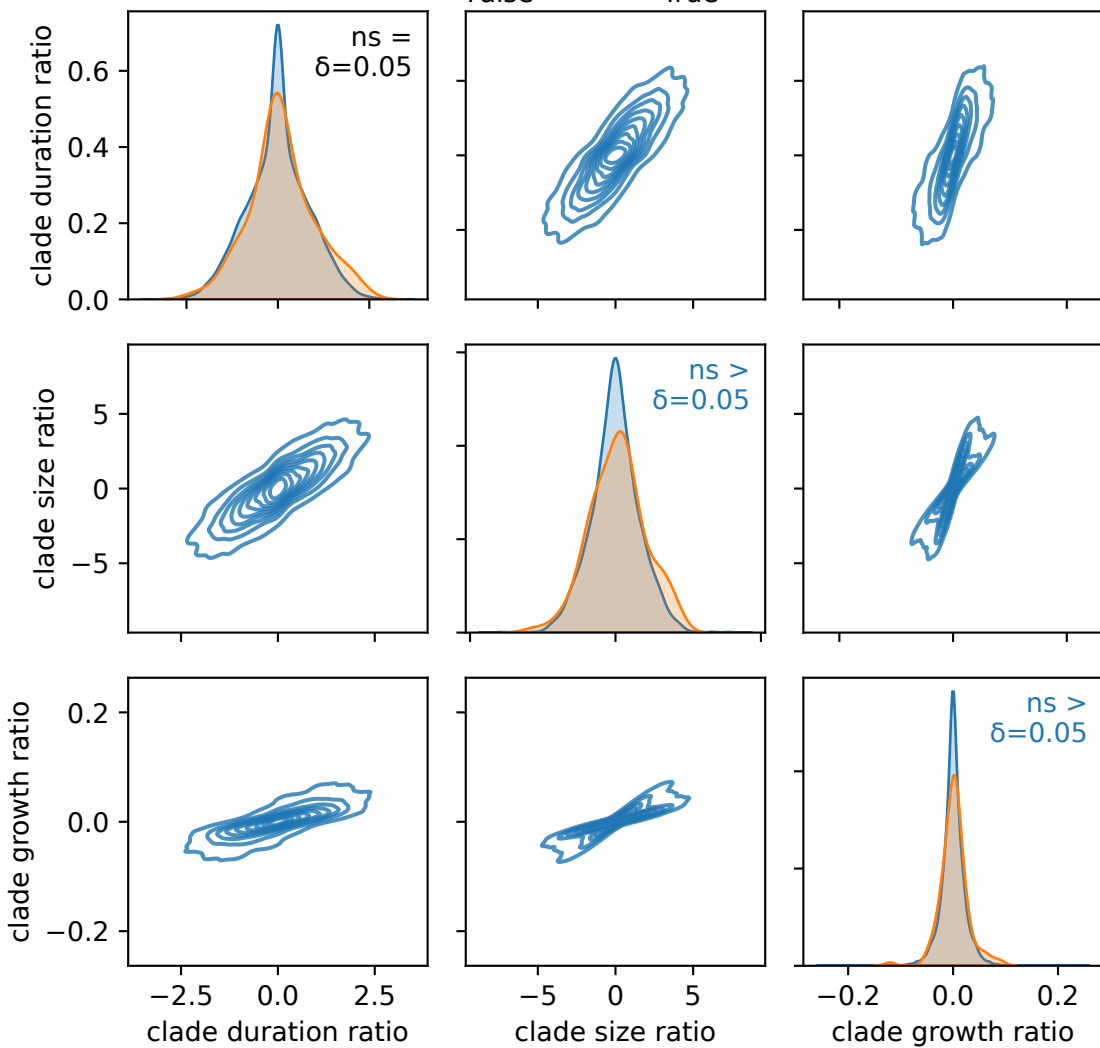 clade duration ratio
0.6
0.4
0.2
0.0
ns =
δ=0.05
clade size ratio
5
0
−5
ns >
δ=0.05
clade growth ratio
0.2
0.0
−0.2
ns >
δ=0.05
−2.5 0.0 2.5
−5 0 5
−0.2 0.0 0.2
clade duration ratio
clade size ratio
clade growth ratio